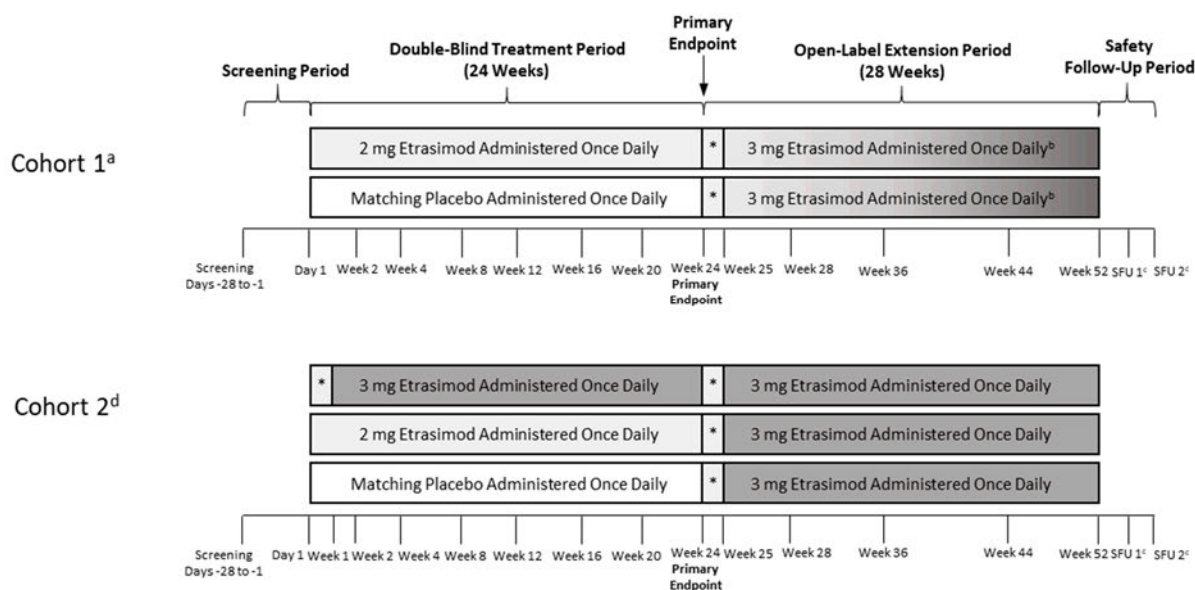 Screening Period
Double-Blind Treatment Period
(24 Weeks)
Primary
Endpoint
Open-Label Extension Period
(28 Weeks)
Safety
Follow-Up Period
Cohort 1a
2 mg Etrasimod Administered Once Daily
*
3 mg Etrasimod Administered Once Dailyb
Matching Placebo Administered Once Daily
*
3 mg Etrasimod Administered Once Dailyb
Screening
Days -28 to -1
Day 1
Week 2
Week 4
Week 8
Week 12
Week 16
Week 20
Week 24
Primary
Endpoint
Week 25
Week 28
Week 36
Week 44
Week 52
SFU 1c
SFU 2c
Cohort 2d
*
3 mg Etrasimod Administered Once Daily
*
3 mg Etrasimod Administered Once Daily
2 mg Etrasimod Administered Once Daily
*
3 mg Etrasimod Administered Once Daily
Matching Placebo Administered Once Daily
*
3 mg Etrasimod Administered Once Daily
Screening
Days -28 to -1
Day 1
Week 1
Week 2
Week 4
Week 8
Week 12
Week 16
Week 20
Week 24
Primary
Endpoint
Week 25
Week 28
Week 36
Week 44
Week 52
SFU 1c
SFU 2c